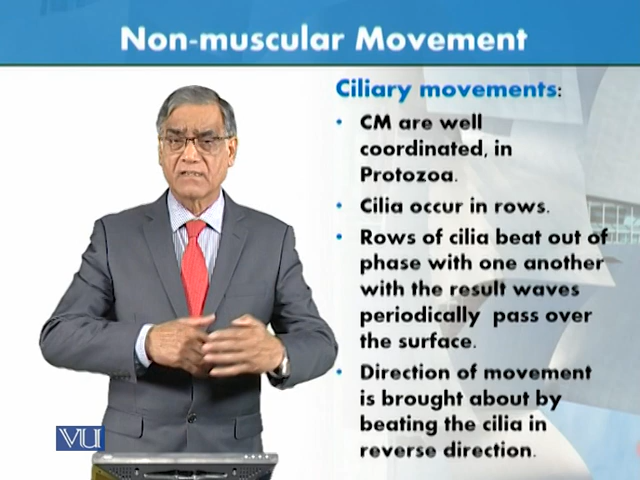 Non-muscular Movement
Ciliary movements:
• CM are well
coordinated, in
Protozoa.
• Cilia occur in rows.
• Rows of cilia beat out of
phase with one another
with the result waves
periodically pass over
the surface.
• Direction of movement
is brought about by
beating the cilia in
reverse direction.
VU